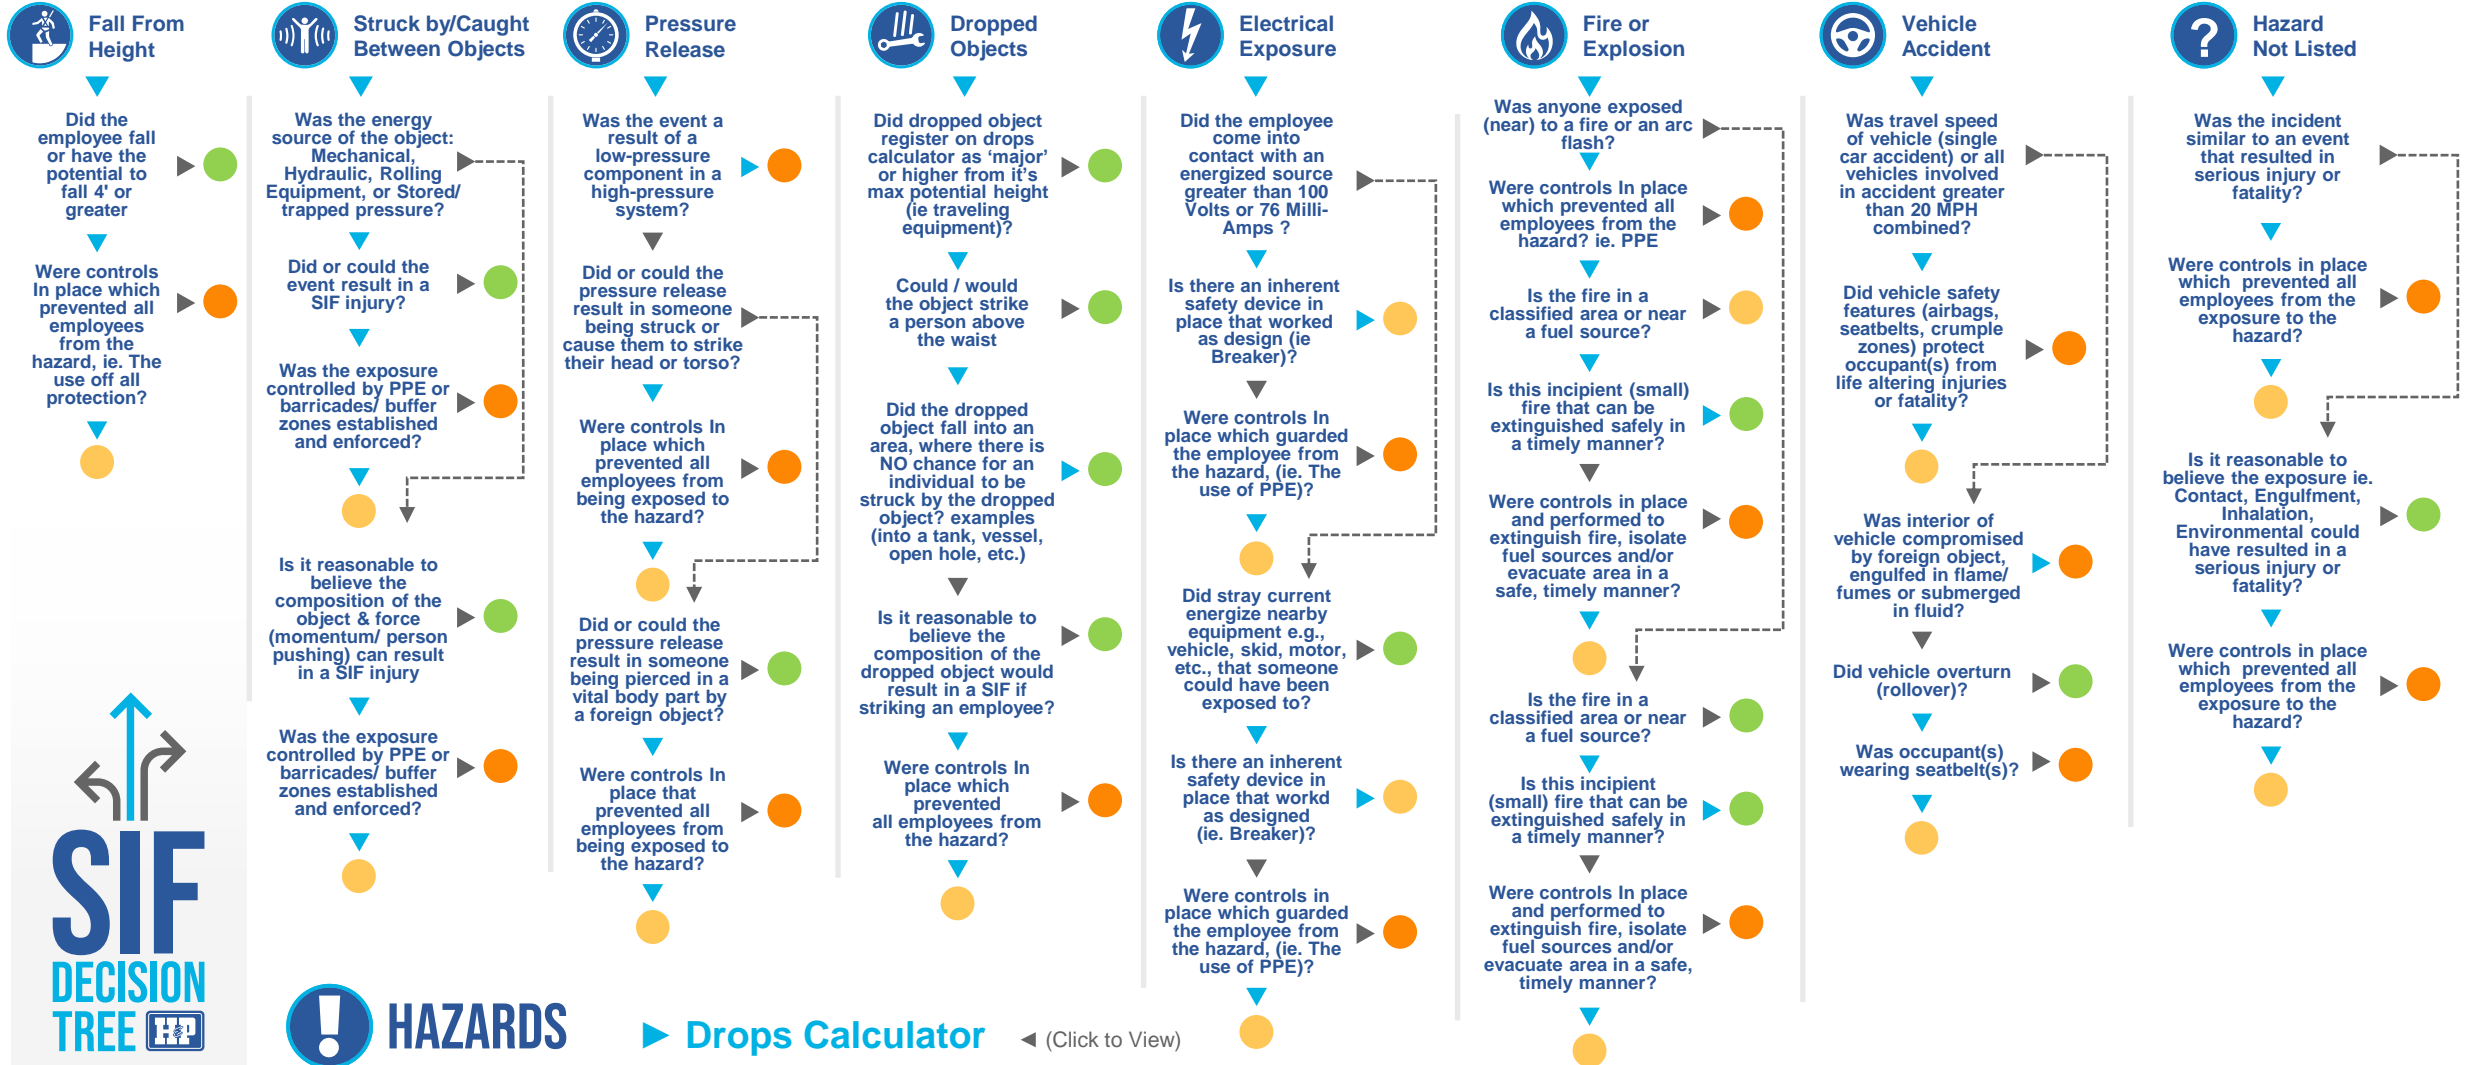 Fall From
Height
Did the
employee fall
or have the
potential to
fall 4' or
greater
Were controls
In place which
prevented all
employees
from the
hazard, ie. The
use off all
protection?
Struck by/Caught
Between Objects
Was the energy
source of the object:
Mechanical,
Hydraulic, Rolling
Equipment, or Stored/
trapped pressure?
Did or could the
event result in a
SIF injury?
Was the exposure
controlled by PPE or
barricades/ buffer
zones established
and enforced?
Is it reasonable to
believe the
composition of the
object & force
(momentum/ person
pushing) can result
in a SIF injury
Was the exposure
controlled by PPE or
barricades/ buffer
zones established
and enforced?
Pressure
Release
Was the event a
result of a
low-pressure
component in a
high-pressure
system?
Did or could the
pressure release
result in someone
being struck or
cause them to strike
their head or torso?
Were controls In
place which
prevented all
employees from
being exposed to
the hazard?
Did or could the
pressure release
result in someone
being pierced in a
vital body part by
a foreign object?
Were controls In
place that
prevented all
employees from
being exposed to
the hazard?
Dropped
Objects
Did dropped object
register on drops
calculator as ‘major’
or higher from it’s
max potential height
(ie traveling
equipment)?
Could / would
the object strike
a person above
the waist
Did the dropped
object fall into an
area, where there is
NO chance for an
individual to be
struck by the dropped
object? examples
(into a tank, vessel,
open hole, etc.)
Is it reasonable to
believe the
composition of the
dropped object would
result in a SIF if
striking an employee?
Were controls In
place which
prevented
all employees from
the hazard?
Electrical
Exposure
Did the employee
come into
contact with an
energized source
greater than 100
Volts or 76 Milli-
Amps ?
Is there an inherent
safety device in
place that worked
as design (ie
Breaker)?
Were controls In
place which guarded
the employee from
the hazard, (ie. The
use of PPE)?
Did stray current
energize nearby
equipment e.g.,
vehicle, skid, motor,
etc., that someone
could have been
exposed to?
Is there an inherent
safety device in
place that workd
as designed
(ie. Breaker)?
Were controls in
place which guarded
the employee from
the hazard, (ie. The
use of PPE)?
Fire or
Explosion
Was anyone exposed
(near) to a fire or an arc
flash?
Were controls In place
which prevented all
employees from the
hazard? ie. PPE
Is the fire in a
classified area or near
a fuel source?
Is this incipient (small)
fire that can be
extinguished safely in
a timely manner?
Were controls in place
and performed to
extinguish fire, isolate
fuel sources and/or
evacuate area in a
safe, timely manner?
Is the fire in a
classified area or near
a fuel source?
Is this incipient
(small) fire that can be
extinguished safely in
a timely manner?
Were controls In place
and performed to
extinguish fire, isolate
fuel sources and/or
evacuate area in a safe,
timely manner?
Vehicle
Accident
Was travel speed
of vehicle (single
car accident) or all
vehicles involved
in accident greater
than 20 MPH
combined?
Did vehicle safety
features (airbags,
seatbelts, crumple
zones) protect
occupant(s) from
life altering injuries
or fatality?
Was interior of
vehicle compromised
by foreign object,
engulfed in flame/
fumes or submerged
in fluid?
Did vehicle overturn
(rollover)?
Was occupant(s)
wearing seatbelt(s)?
?
Hazard
Not Listed
Was the incident
similar to an event
that resulted in
serious injury or
fatality?
Were controls in place
which prevented all
employees from the
exposure to the
hazard?
Is it reasonable to
believe the exposure ie.
Contact, Engulfment,
Inhalation,
Environmental could
have resulted in a
serious injury or
fatality?
Were controls in place
which prevented all
employees from the
exposure to the
hazard?
SIF
DECISION
TREE H&P
! HAZARDS
Drops Calculator
(Click to View)